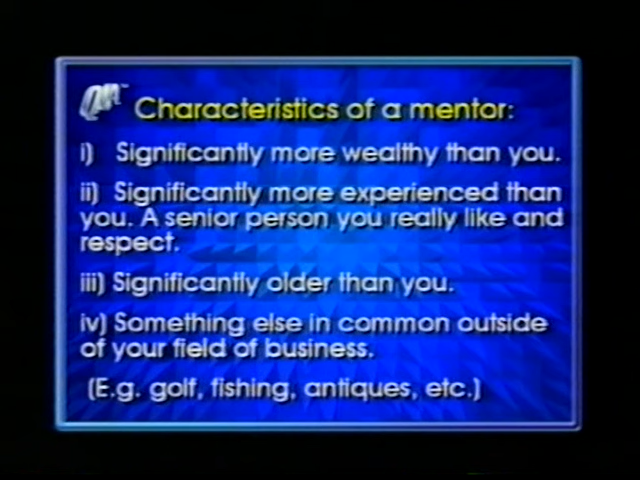 Characteristics of a mentor:
i) Significantly more wealthy than you.
ii) Significantly more experienced than
you. A senior person you really like and
respect.
iii) Significantly older than you.
iv) Something else in common outside
of your field of business.
(E.g. golf, fishing, antiques, etc.)